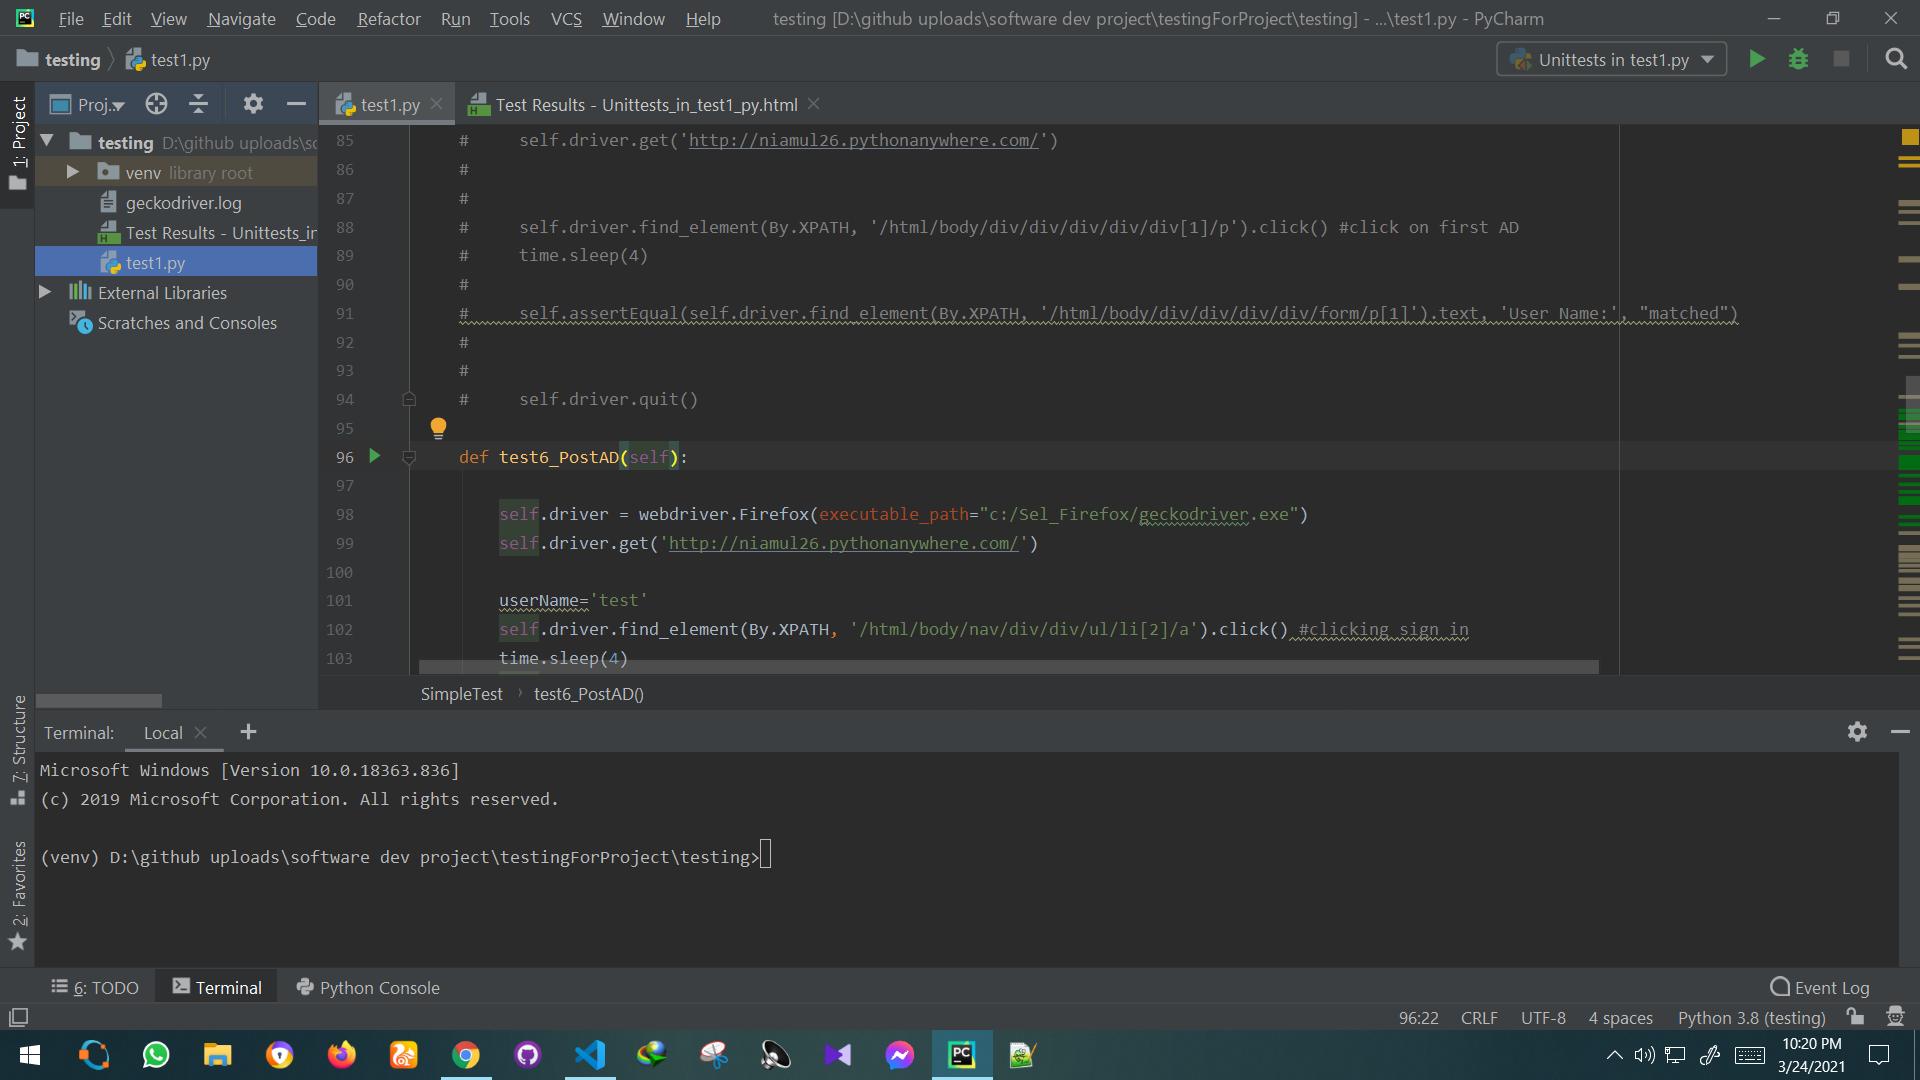 File Edit View Navigate Code Refactor Run Tools VCS Window Help testing [D:\github uploads\software dev project\testingForProject\testing] - ...\test1.py - PyCharm
testing test1.py Unittests in test1.py
1: Project
Proj..
testing D:\github uploads\so
venv library root
geckodriver.log
Test Results - Unittests_in
test1.py
External Libraries
Scratches and Consoles
test1.py Test Results - Unittests_in_test1_py.html
85 # self.driver.get('http://niamul26.pythonanywhere.com/')
86 #
87 #
88 # self.driver.find_element(By.XPATH, '/html/body/div/div/div/div/div[1]/p').click() #click on first AD
89 # time.sleep(4)
90 #
91 # self.assertEqual(self.driver.find_element(By.XPATH, '/html/body/div/div/div/div/form/p[1]').text, 'User Name:', "matched")
92 #
93 #
94 # self.driver.quit()
95
96 def test6_PostAD(self):
97
98 self.driver = webdriver.Firefox(executable_path="c:/Sel_Firefox/geckodriver.exe")
99 self.driver.get('http://niamul26.pythonanywhere.com/')
100
101 userName='test'
102 self.driver.find_element(By.XPATH, '/html/body/nav/div/div/ul/li[2]/a').click() #clicking sign in
103 time.sleep(4)
SimpleTest › test6_PostAD()
7: Structure
2: Favorites
Terminal: Local
Microsoft Windows [Version 10.0.18363.836]
(c) 2019 Microsoft Corporation. All rights reserved.
(venv) D:\github uploads\software dev project\testingForProject\testing>
6: TODO Terminal Python Console Event Log
96:22 CRLF UTF-8 4 spaces Python 3.8 (testing)
10:20 PM
3/24/2021